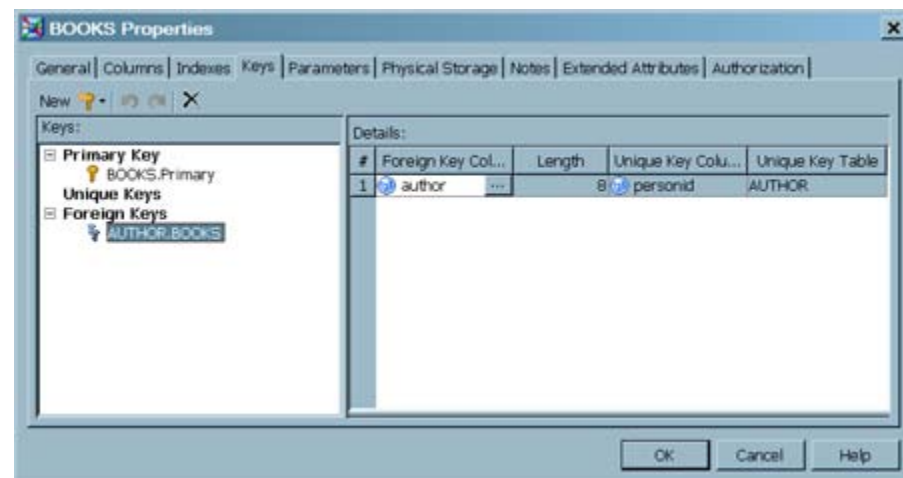 BOOKS Properties
General Columns Indexes Keys Parameters Physical Storage Notes Extended Attributes Authorization
New
Keys:
Primary Key
BOOKS.Primary
Unique Keys
Foreign Keys
AUTHOR.BOOKS
Details:
# Foreign Key Col... Length Unique Key Colu... Unique Key Table
1 author ... 8 personid AUTHOR
OK Cancel Help